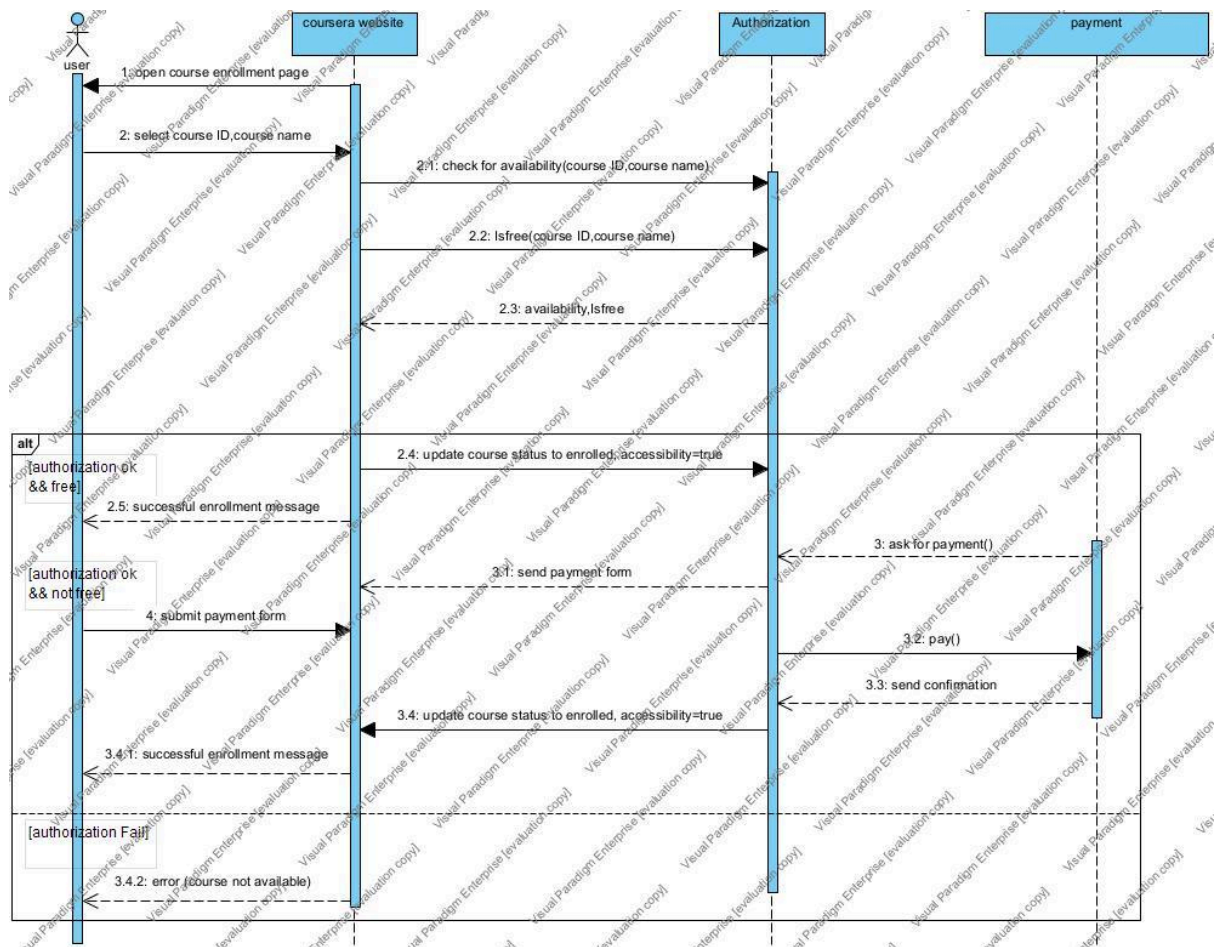 coursera website
Authorization
payment
user
1: open course enrollment page
2: select course ID,course name
2.1: check for availability(course ID,course name)
2.2: Isfree(course ID,course name)
2.3: availability,Isfree
alt
[authorization ok
&& free]
2.4: update course status to enrolled, accessibility=true
2.5: successful enrollment message
3: ask for payment()
[authorization ok
&& not free]
3.1: send payment form
4: submit payment form
3.2: pay()
3.3: send confirmation
3.4: update course status to enrolled, accessibility=true
3.4.1: successful enrollment message
[authorization Fail]
3.4.2: error (course not available)
Visual Paradigm Enterprise [evaluation copy]